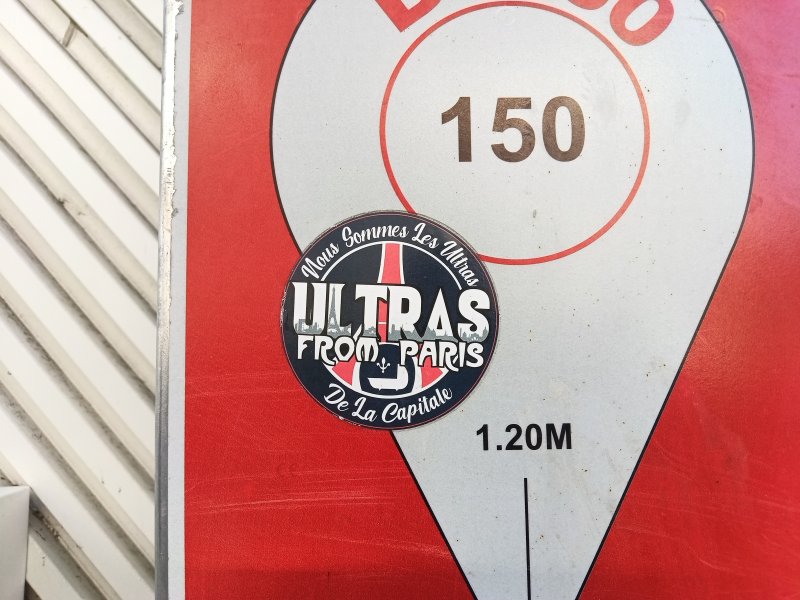 150
Nous Sommes Les Ultras
ULTRAS
FROM PARIS
De La Capitale
1.20M